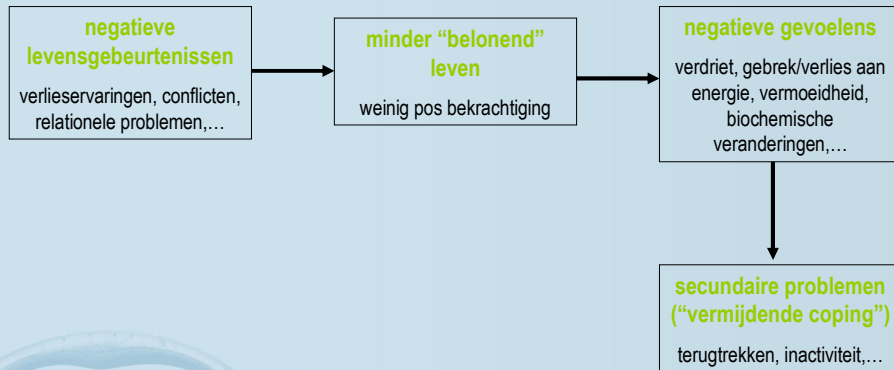 negatieve
levensgebeurtenissen
verlieservaringen, conflicten,
relationele problemen,…
minder “belonend”
leven
weinig pos bekrachtiging
negatieve gevoelens
verdriet, gebrek/verlies aan
energie, vermoeidheid,
biochemische
veranderingen,…
secundaire problemen
(“vermijdende coping”)
terugtrekken, inactiviteit,…